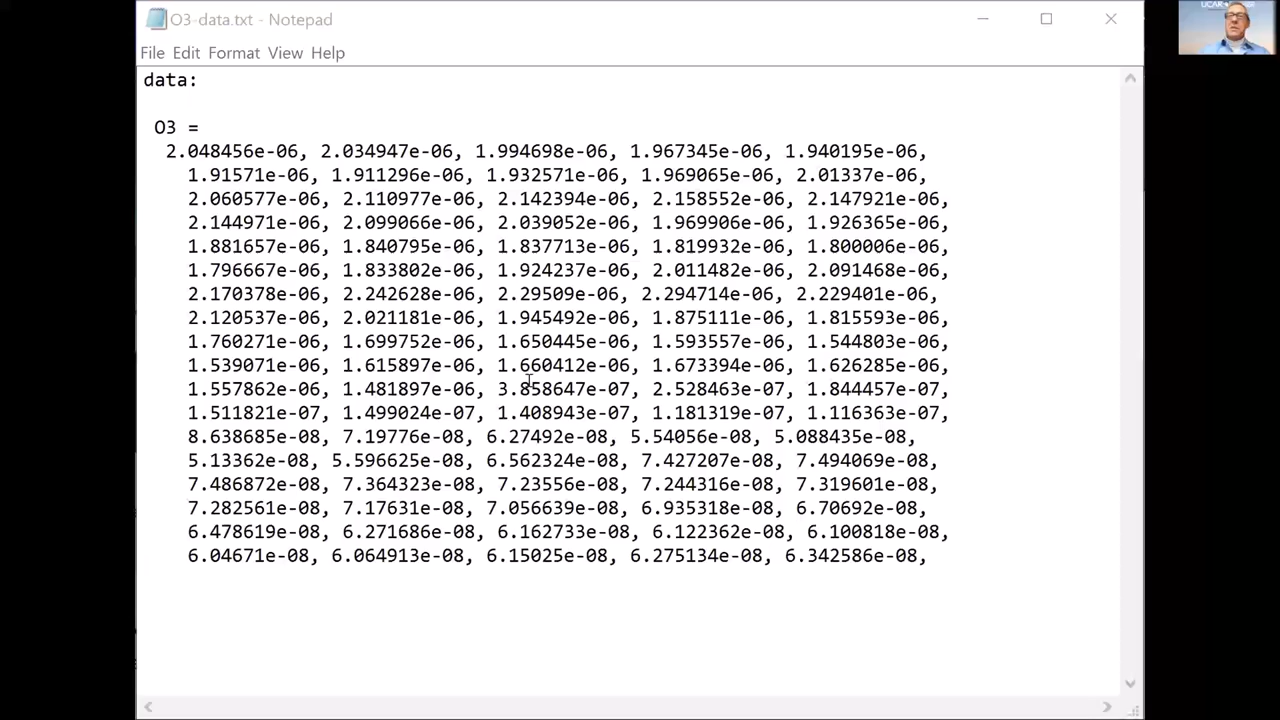 O3-data.txt - Notepad
File Edit Format View Help
data:
O3 =
2.048456e-06, 2.034947e-06, 1.994698e-06, 1.967345e-06, 1.940195e-06,
1.91571e-06, 1.911296e-06, 1.932571e-06, 1.969065e-06, 2.01337e-06,
2.060577e-06, 2.110977e-06, 2.142394e-06, 2.158552e-06, 2.147921e-06,
2.144971e-06, 2.099066e-06, 2.039052e-06, 1.969906e-06, 1.926365e-06,
1.881657e-06, 1.840795e-06, 1.837713e-06, 1.819932e-06, 1.800006e-06,
1.796667e-06, 1.833802e-06, 1.924237e-06, 2.011482e-06, 2.091468e-06,
2.170378e-06, 2.242628e-06, 2.29509e-06, 2.294714e-06, 2.229401e-06,
2.120537e-06, 2.021181e-06, 1.945492e-06, 1.875111e-06, 1.815593e-06,
1.760271e-06, 1.699752e-06, 1.650445e-06, 1.593557e-06, 1.544803e-06,
1.539071e-06, 1.615897e-06, 1.660412e-06, 1.673394e-06, 1.626285e-06,
1.557862e-06, 1.481897e-06, 3.858647e-07, 2.528463e-07, 1.844457e-07,
1.511821e-07, 1.499024e-07, 1.408943e-07, 1.181319e-07, 1.116363e-07,
8.638685e-08, 7.19776e-08, 6.27492e-08, 5.54056e-08, 5.088435e-08,
5.13362e-08, 5.596625e-08, 6.562324e-08, 7.427207e-08, 7.494069e-08,
7.486872e-08, 7.364323e-08, 7.23556e-08, 7.244316e-08, 7.319601e-08,
7.282561e-08, 7.17631e-08, 7.056639e-08, 6.935318e-08, 6.70692e-08,
6.478619e-08, 6.271686e-08, 6.162733e-08, 6.122362e-08, 6.100818e-08,
6.04671e-08, 6.064913e-08, 6.15025e-08, 6.275134e-08, 6.342586e-08,